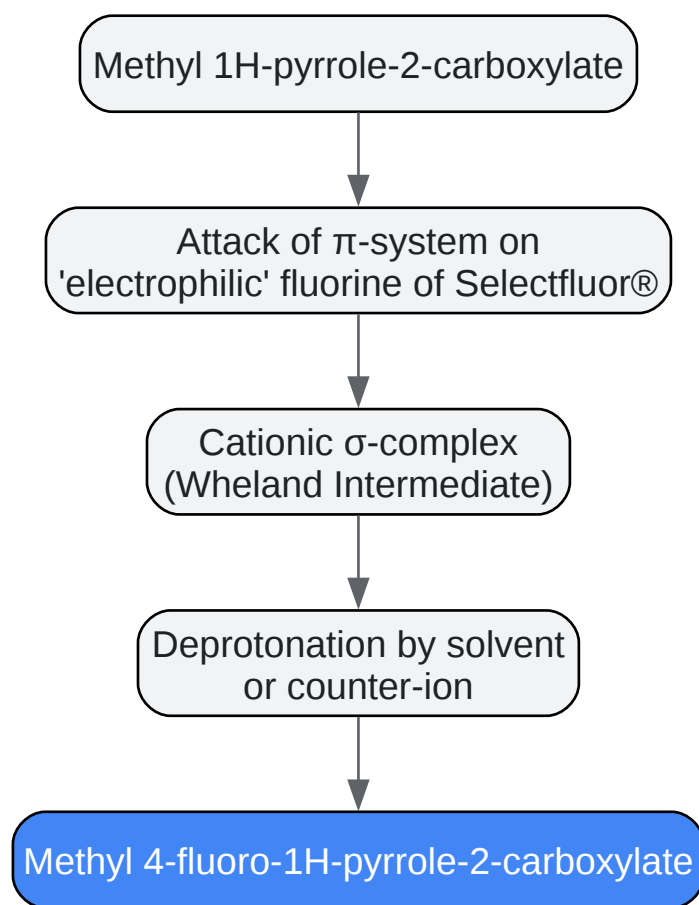 Methyl 1H-pyrrole-2-carboxylate
Attack of π-system on
'electrophilic' fluorine of Selectfluor®
Cationic σ-complex
(Wheland Intermediate)
Deprotonation by solvent
or counter-ion
Methyl 4-fluoro-1H-pyrrole-2-carboxylate